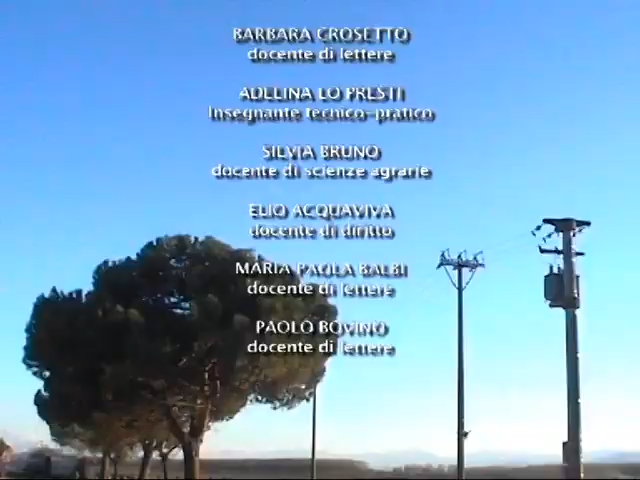 BARBARA CROSETTO
docente di lettere
ADELINA LO PRESTI
Insegnante tecnico-pratico
SILVIA BRUNO
docente di scienze agrarie
ELIO ACQUAVIVA
docente di diritto
MARIA PAOLA BALBI
docente di lettere
PAOLO BOVINO
docente di lettere